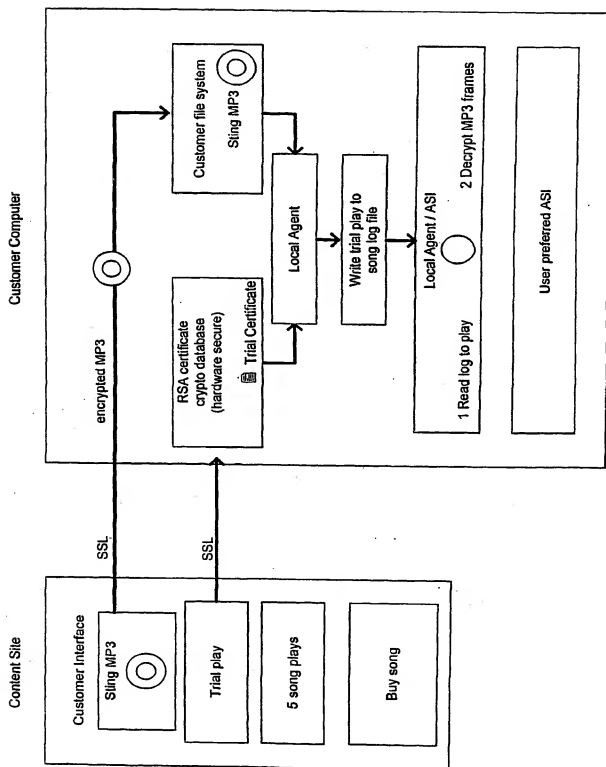 Content Site
Customer Interface
Sting MP3
Trial play
5 song plays
Buy song
SSL
encrypted MP3
SSL
Customer Computer
Customer file system
Sting MP3
RSA certificate
crypto database
(hardware secure)
Trial Certificate
Local Agent
Write trial play to
song log file
Local Agent / ASI
1 Read log to play
2 Decrypt MP3 frames
User preferred ASI